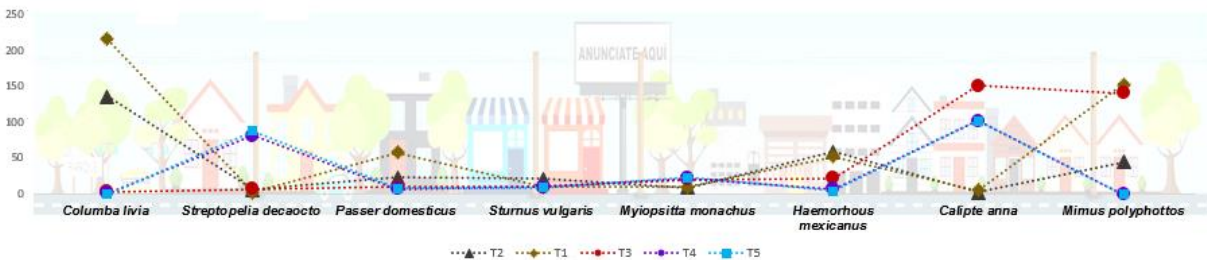 250
200
ANUNCIATE AQUÍ
150
100
50
0
Columba livia Streptopelia decaocto Passer domesticus Sturnus vulgaris Myiopsitta monachus Haemorhous mexicanus Calipte anna Mimus polyphottos
T2 T1 T3 T4 T5